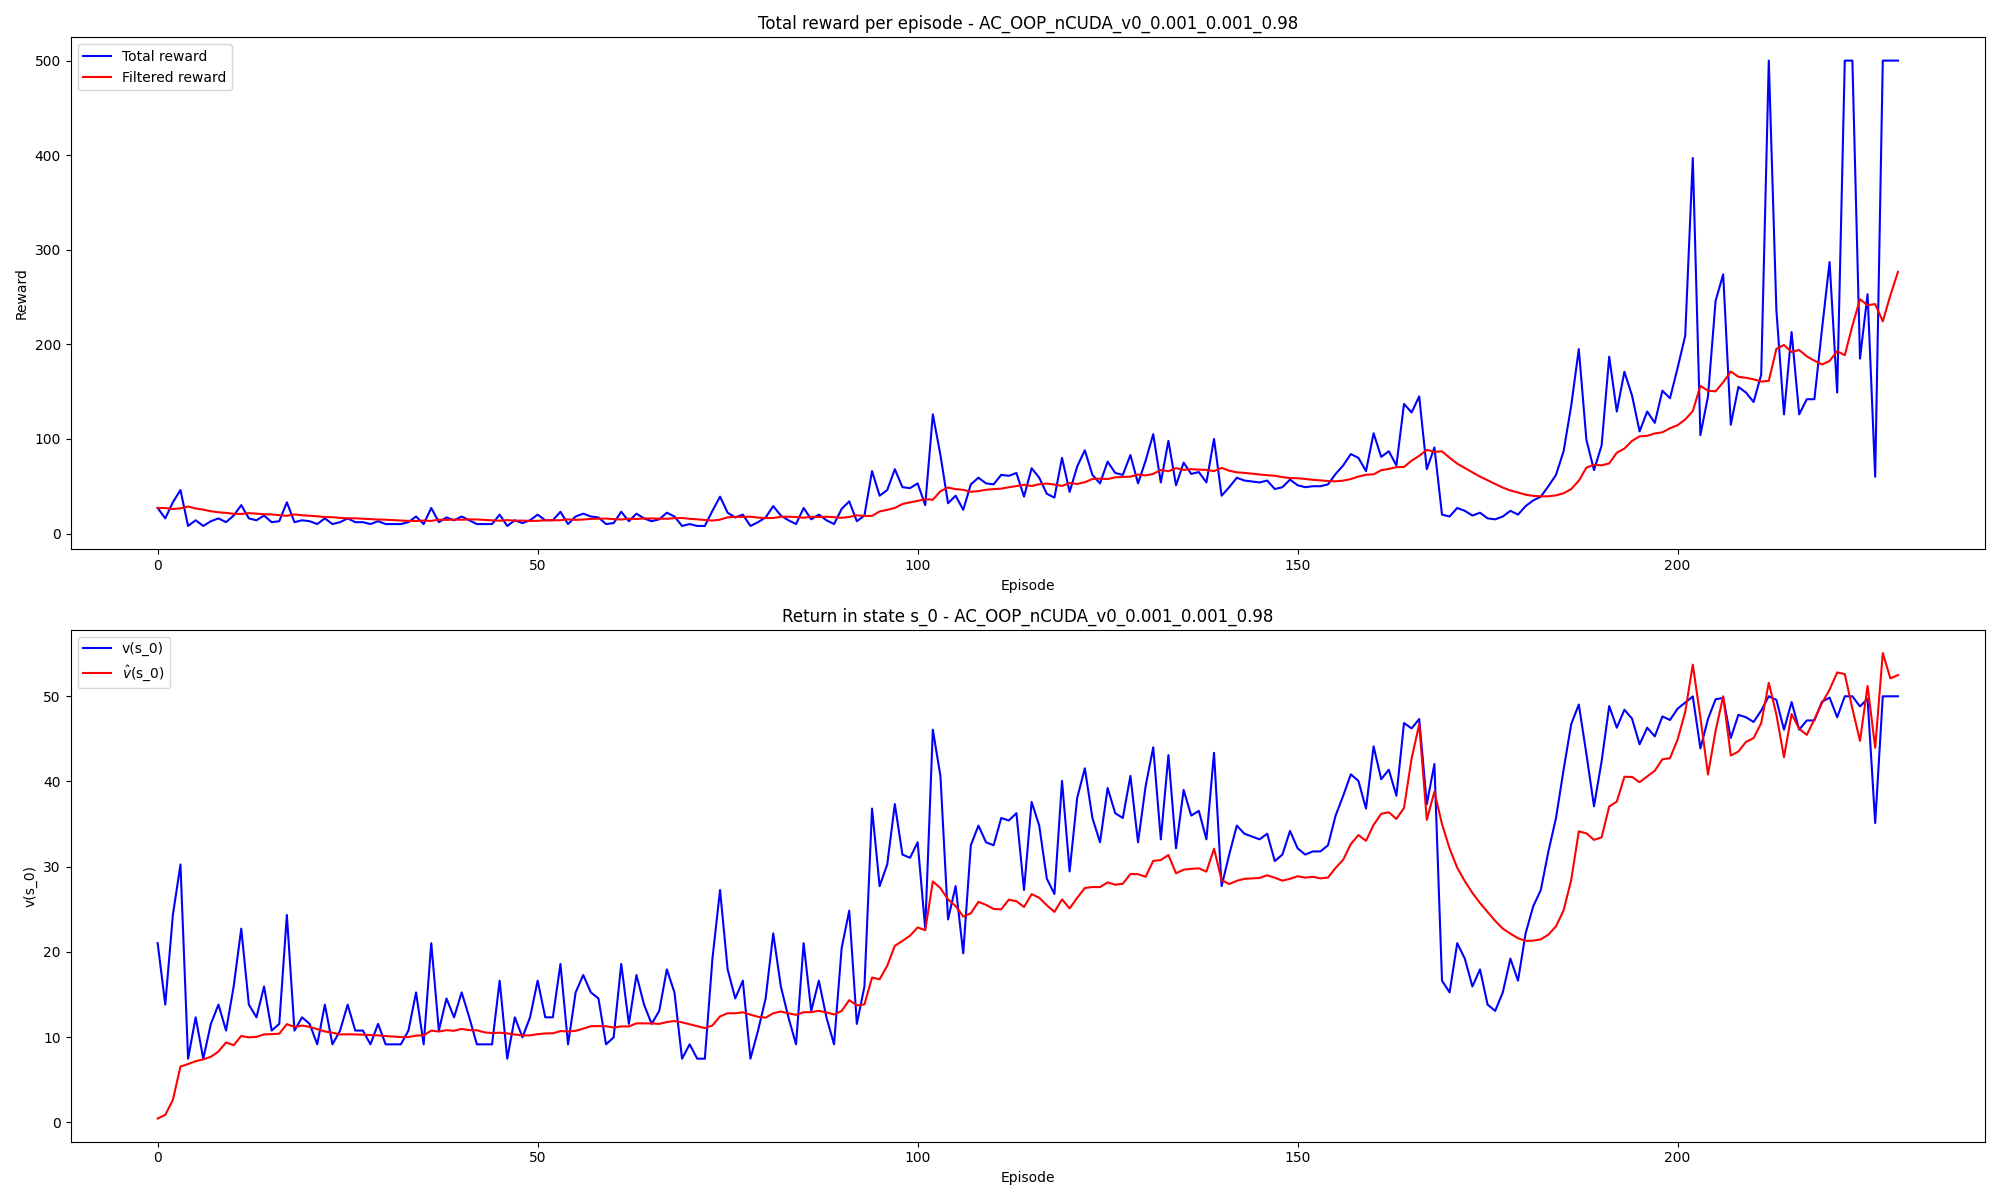 Total reward per episode - AC_OOP_nCUDA_v0_0.001_0.001_0.98
Total reward
Filtered reward
500
400
300
200
100
0
Reward
0 50 100 150 200
Episode
Return in state s_0 - AC_OOP_nCUDA_v0_0.001_0.001_0.98
v(s_0)
v̂(s_0)
50
40
30
20
10
0
v(s_0)
0 50 100 150 200
Episode